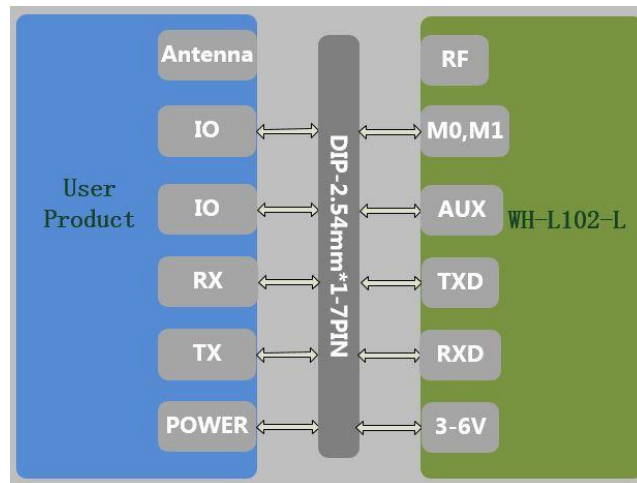 Antenna
RF
IO
M0,M1
User
Product
IO
AUX
WH-L102-L
RX
TXD
TX
RXD
POWER
3-6V
DIP-2.54mm*1-7PIN